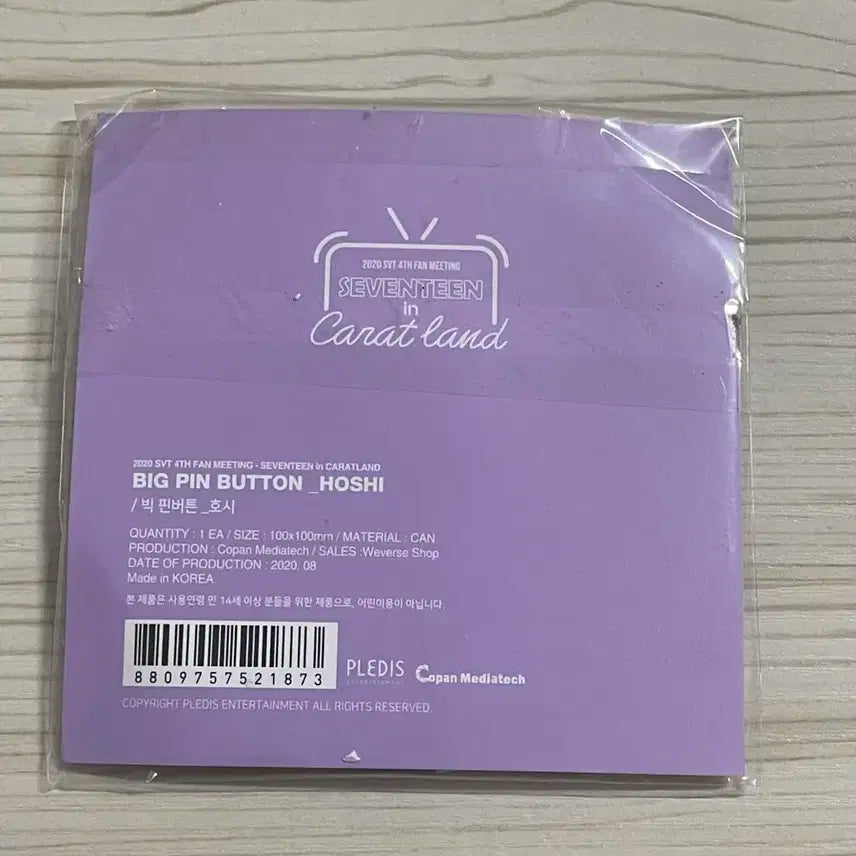 2020 SVT 4TH FAN MEETING
SEVENTEEN
in
Carat land
2020 SVT 4TH FAN MEETING - SEVENTEEN in CARATLAND
BIG PIN BUTTON _HOSHI
/ 빅 핀버튼 _호시
QUANTITY : 1 EA / SIZE : 100x100mm / MATERIAL : CAN
PRODUCTION : Copan Mediatech / SALES :Weverse Shop
DATE OF PRODUCTION : 2020. 08
Made in KOREA
본 제품은 사용연령 만 14세 이상 분들을 위한 제품으로, 어린이용이 아닙니다.
8809757521873
PLEDIS
ENTERTAINMENT
Copan Mediatech
COPYRIGHT PLEDIS ENTERTAINMENT ALL RIGHTS RESERVED.